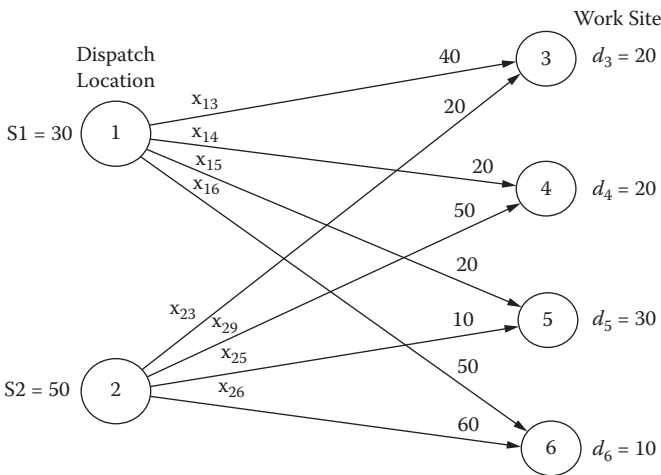 Work Site
Dispatch
Location
40
3
d₃ = 20
x₁₃
20
S1 = 30
1
x₁₄
x₁₅
20
x₁₆
4
d₄ = 20
50
20
x₂₃
x₂₉
10
5
d₅ = 30
x₂₅
50
S2 = 50
2
x₂₆
60
6
d₆ = 10